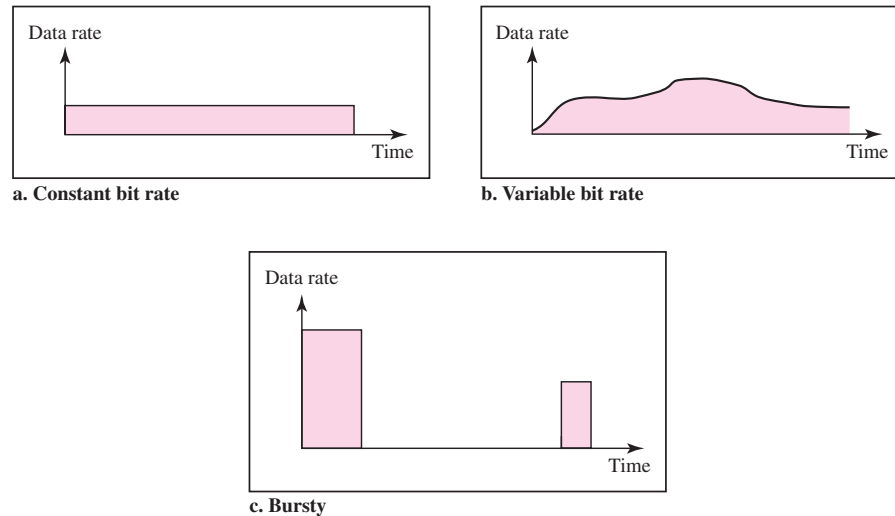 Data rate
Time
a. Constant bit rate
Data rate
Time
b. Variable bit rate
Data rate
Time
c. Bursty